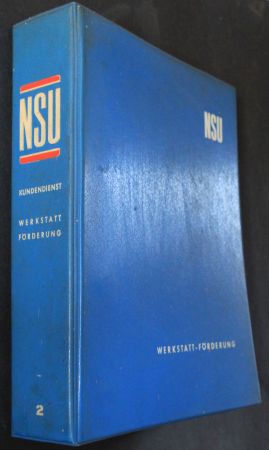 NSU
KUNDENDIENST
WERKSTATT
FÖRDERUNG
2
NSU
WERKSTATT-FÖRDERUNG